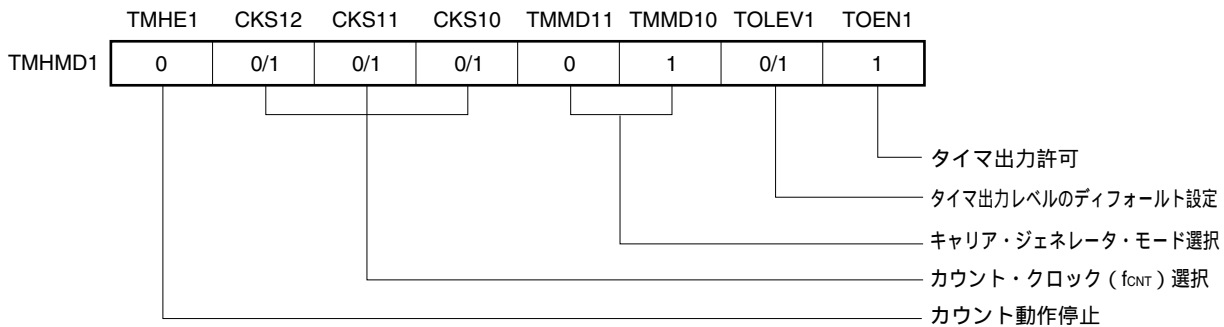 TMHE1 CKS12 CKS11 CKS10 TMMD11 TMMD10 TOLEV1 TOEN1
TMHMD1 0 0/1 0/1 0/1 0 1 0/1 1
タイマ出力許可
タイマ出力レベルのディフォールト設定
キャリア・ジェネレータ・モード選択
カウント・クロック（fCNT）選択
カウント動作停止